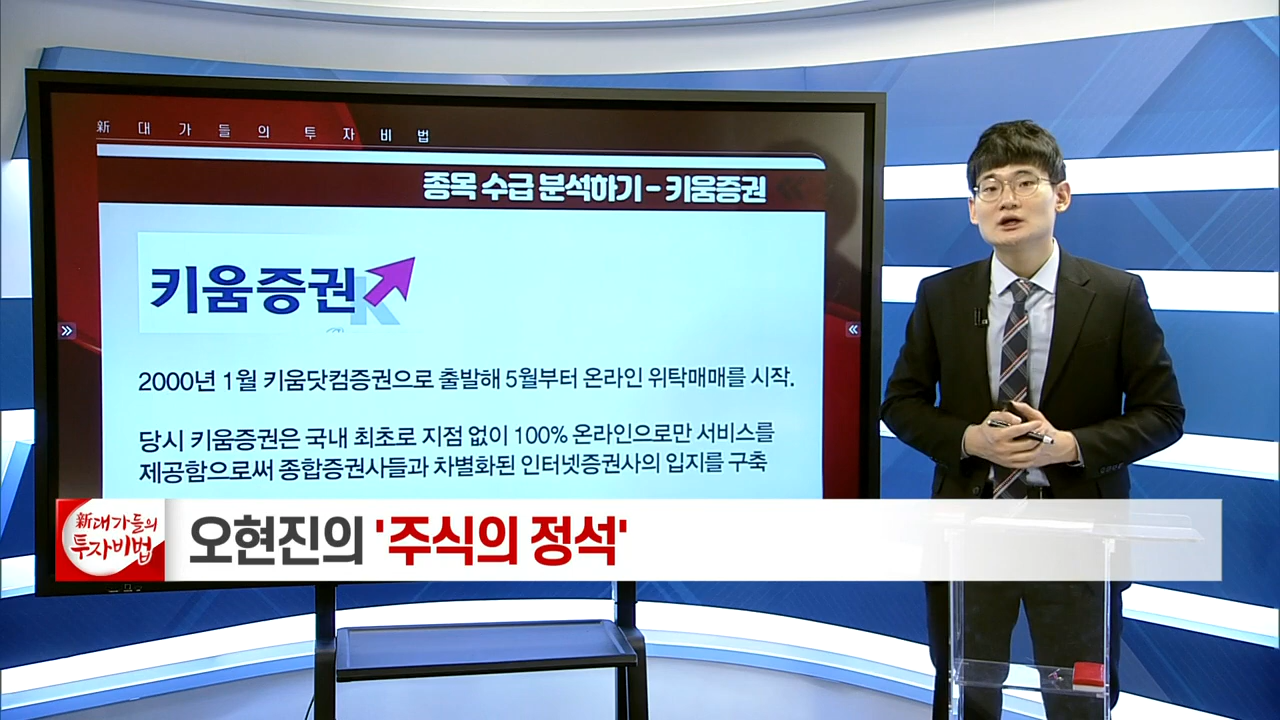 新 대 가 들 의 투 자 비 법
종목 수급 분석하기 - 키움증권
키움증권
K
2000년 1월 키움닷컴증권으로 출발해 5월부터 온라인 위탁매매를 시작.
당시 키움증권은 국내 최초로 지점 없이 100% 온라인으로만 서비스를
제공함으로써 종합증권사들과 차별화된 인터넷증권사의 입지를 구축
新대가들의
투자비법
오현진의 '주식의 정석'